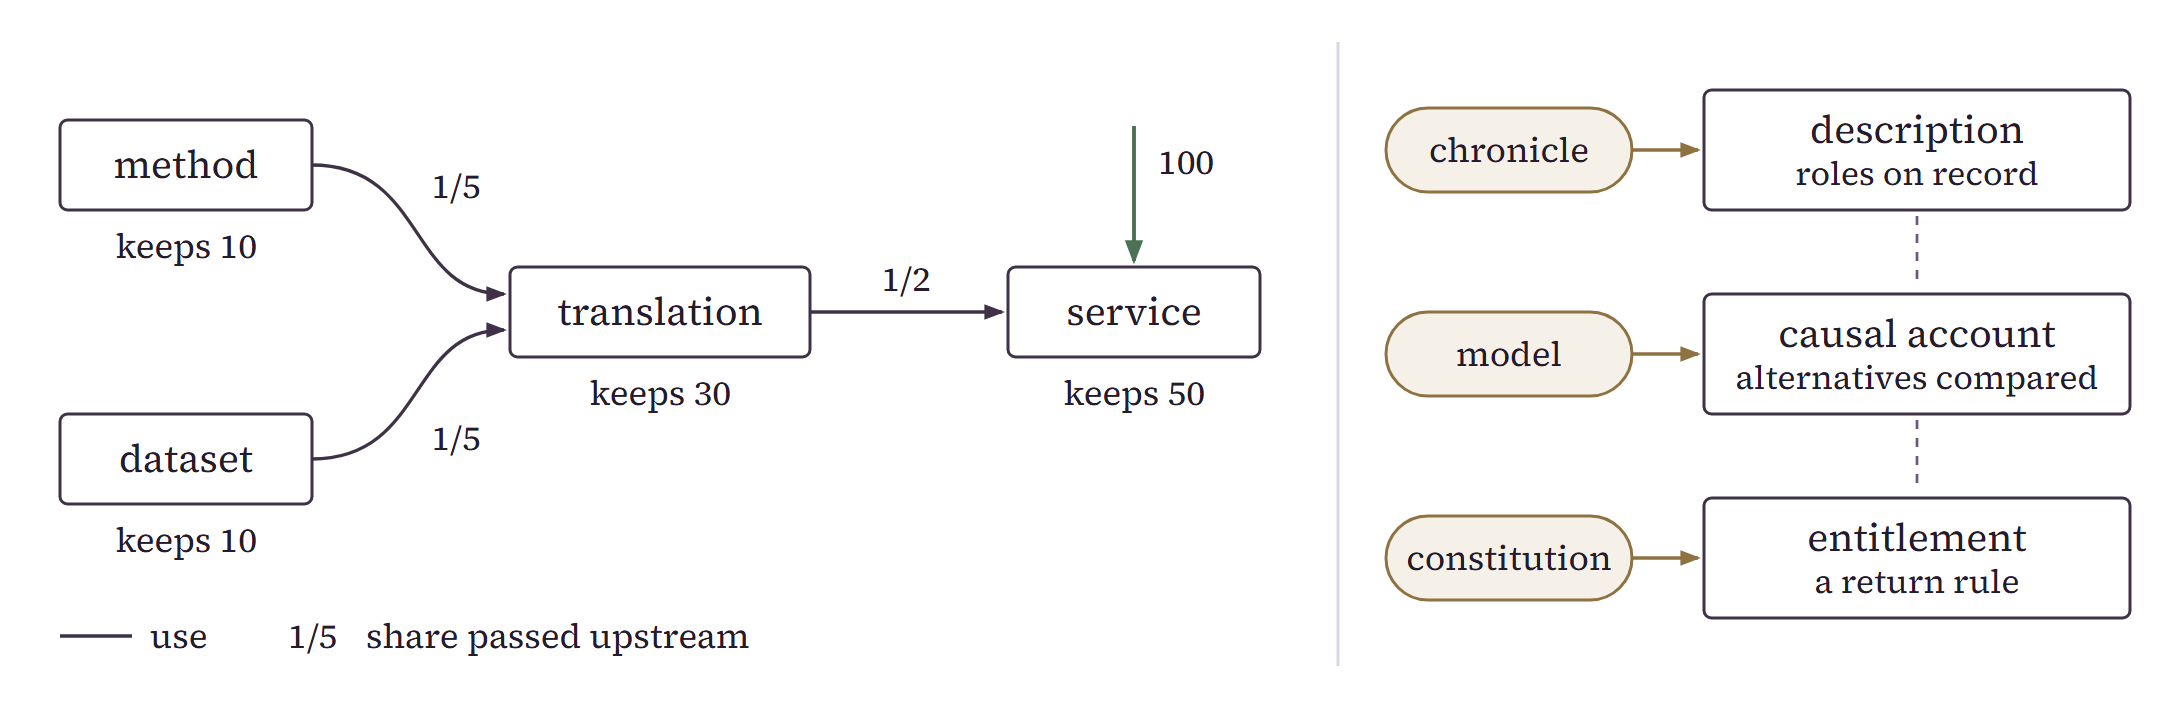 method
1/5
keeps 10
dataset
1/5
keeps 10
translation
keeps 30
1/2
100
service
keeps 50
use
1/5 share passed upstream
chronicle
description
roles on record
model
causal account
alternatives compared
constitution
entitlement
a return rule